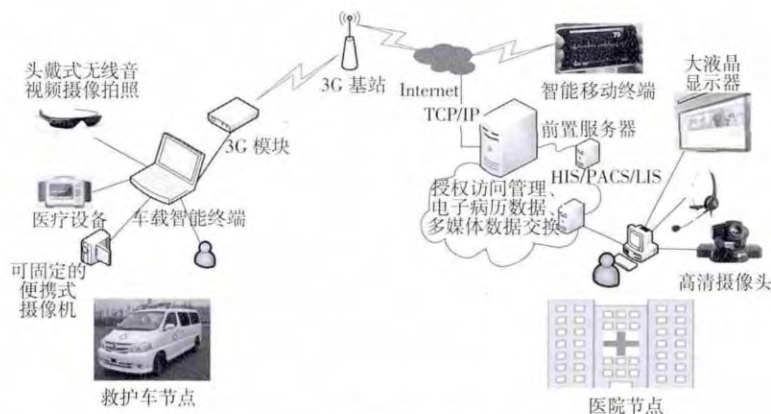 头戴式无线音
视频摄像拍照
医疗设备
可固定的
便携式
摄像机
车载智能终端
3G 模块
3G 基站
救护车节点
Internet
TCP/IP
智能移动终端
前置服务器
HIS/PACS/LIS
授权访问管理、
电子病历数据、
多媒体数据交换
大液晶
显示器
高清摄像头
医院节点